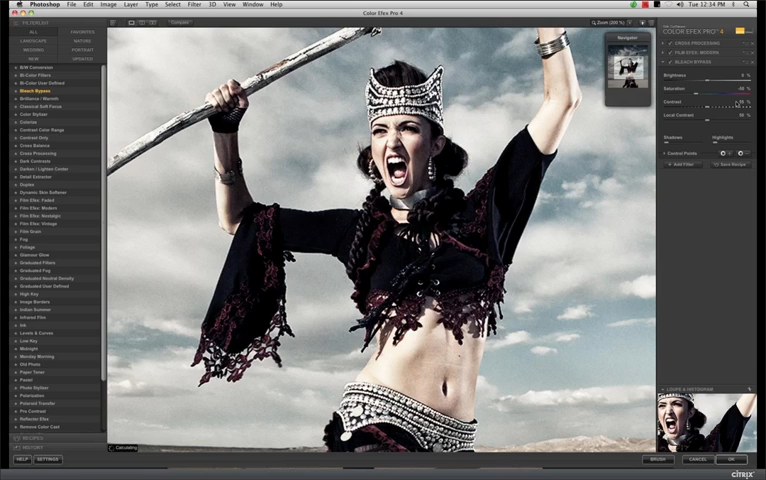 Photoshop File Edit Image Layer Type Select Filter 3D View Window Help
Tue 12:34 PM
Color Efex Pro 4
FILTER LIST
ALL FAVORITES
LANDSCAPE NATURE
WEDDING PORTRAIT
NEW UPDATED
B/W Conversion
Bi-Color Filters
Bi-Color User Defined
Bleach Bypass
Brilliance / Warmth
Classical Soft Focus
Color Stylizer
Colorize
Contrast Color Range
Contrast Only
Cross Balance
Cross Processing
Dark Contrasts
Darken / Lighten Center
Detail Extractor
Duplex
Dynamic Skin Softener
Film Efex: Faded
Film Efex: Modern
Film Efex: Nostalgic
Film Efex: Vintage
Film Grain
Fog
Foliage
Glamour Glow
Graduated Filters
Graduated Fog
Graduated Neutral Density
Graduated User Defined
High Key
Image Borders
Indian Summer
Infrared Film
Ink
Levels & Curves
Low Key
Midnight
Monday Morning
Old Photo
Paper Toner
Pastel
Photo Stylizer
Polarization
Polaroid Transfer
Pro Contrast
Reflector Efex
Remove Color Cast
RECIPES
HISTORY
HELP SETTINGS
Compare
Zoom (200 %)
Navigator
Calculating
COLOR EFEX PRO 4
CROSS PROCESSING
FILM EFEX: MODERN
BLEACH BYPASS
Brightness
Saturation
Contrast
Local Contrast
Shadows Highlights
Control Points
Add Filter Save Recipe
LOUPE & HISTOGRAM
BRUSH CANCEL OK
CITRIX